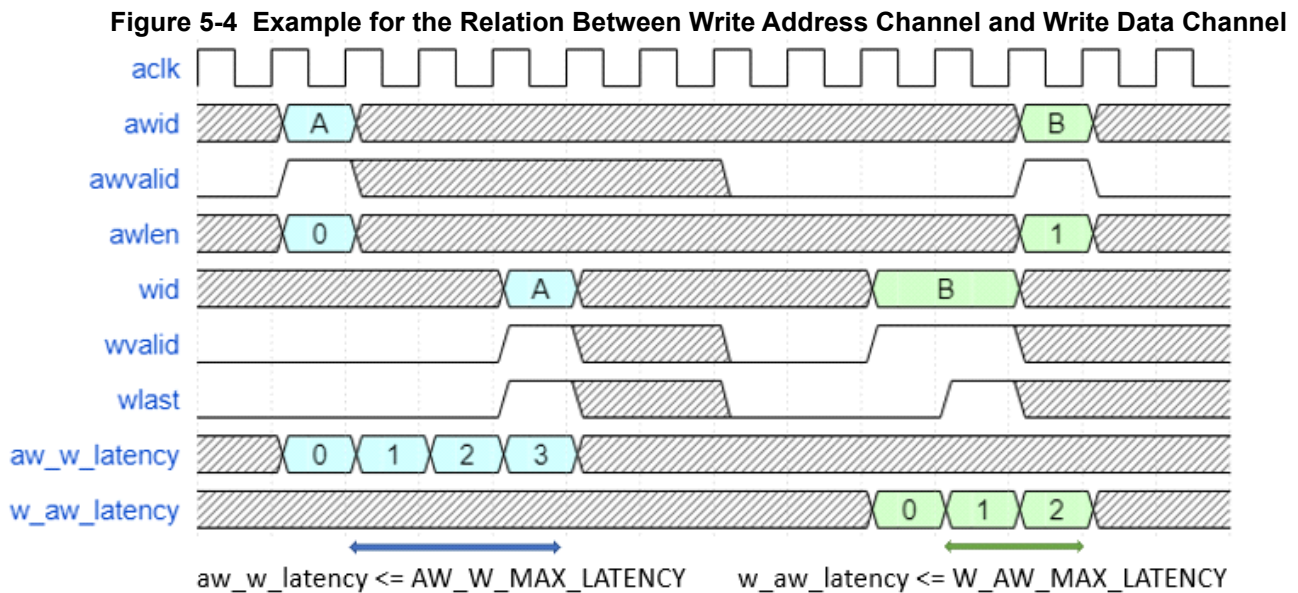 Figure 5-4 Example for the Relation Between Write Address Channel and Write Data Channel
aclk
awid A B
awvalid
awlen 0 1
wid A B
wvalid
wlast
aw_w_latency 0 1 2 3
w_aw_latency 0 1 2
aw_w_latency <= AW_W_MAX_LATENCY w_aw_latency <= W_AW_MAX_LATENCY